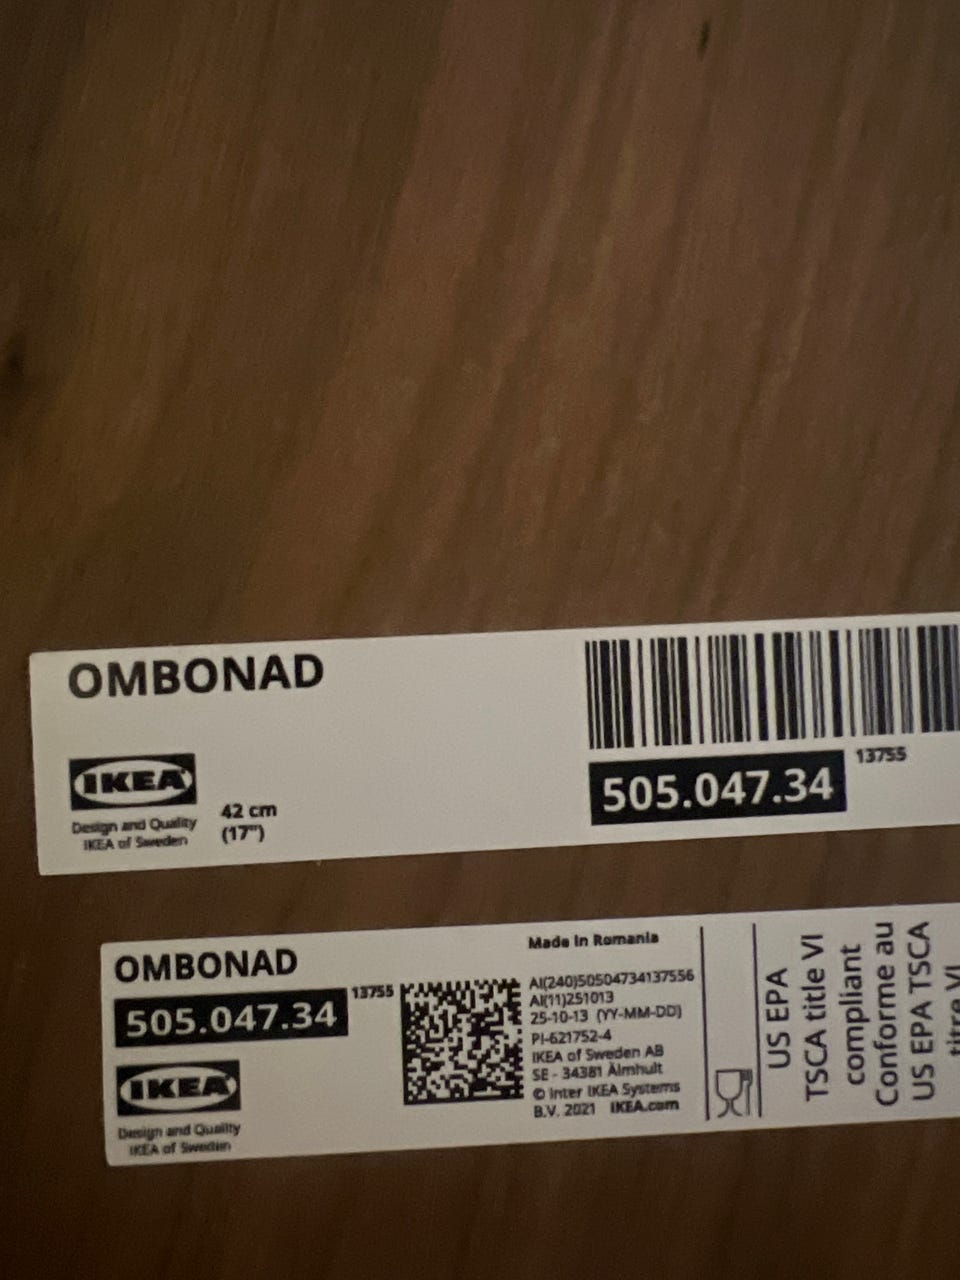 OMBONAD
IKEA
Design and Quality
IKEA of Sweden
42 cm
(17")
505.047.34
13755
OMBONAD
505.047.34
13755
IKEA
Design and Quality
IKEA of Sweden
Made in Romania
AI(240)50504734137556
AI(11)251013
25-10-13 (YY-MM-DD)
PI-621752-4
IKEA of Sweden AB
SE - 34381 Älmhult
© Inter IKEA Systems
B.V. 2021 IKEA.com
US EPA
TSCA title VI
compliant
Conforme au
US EPA TSCA
titre VI